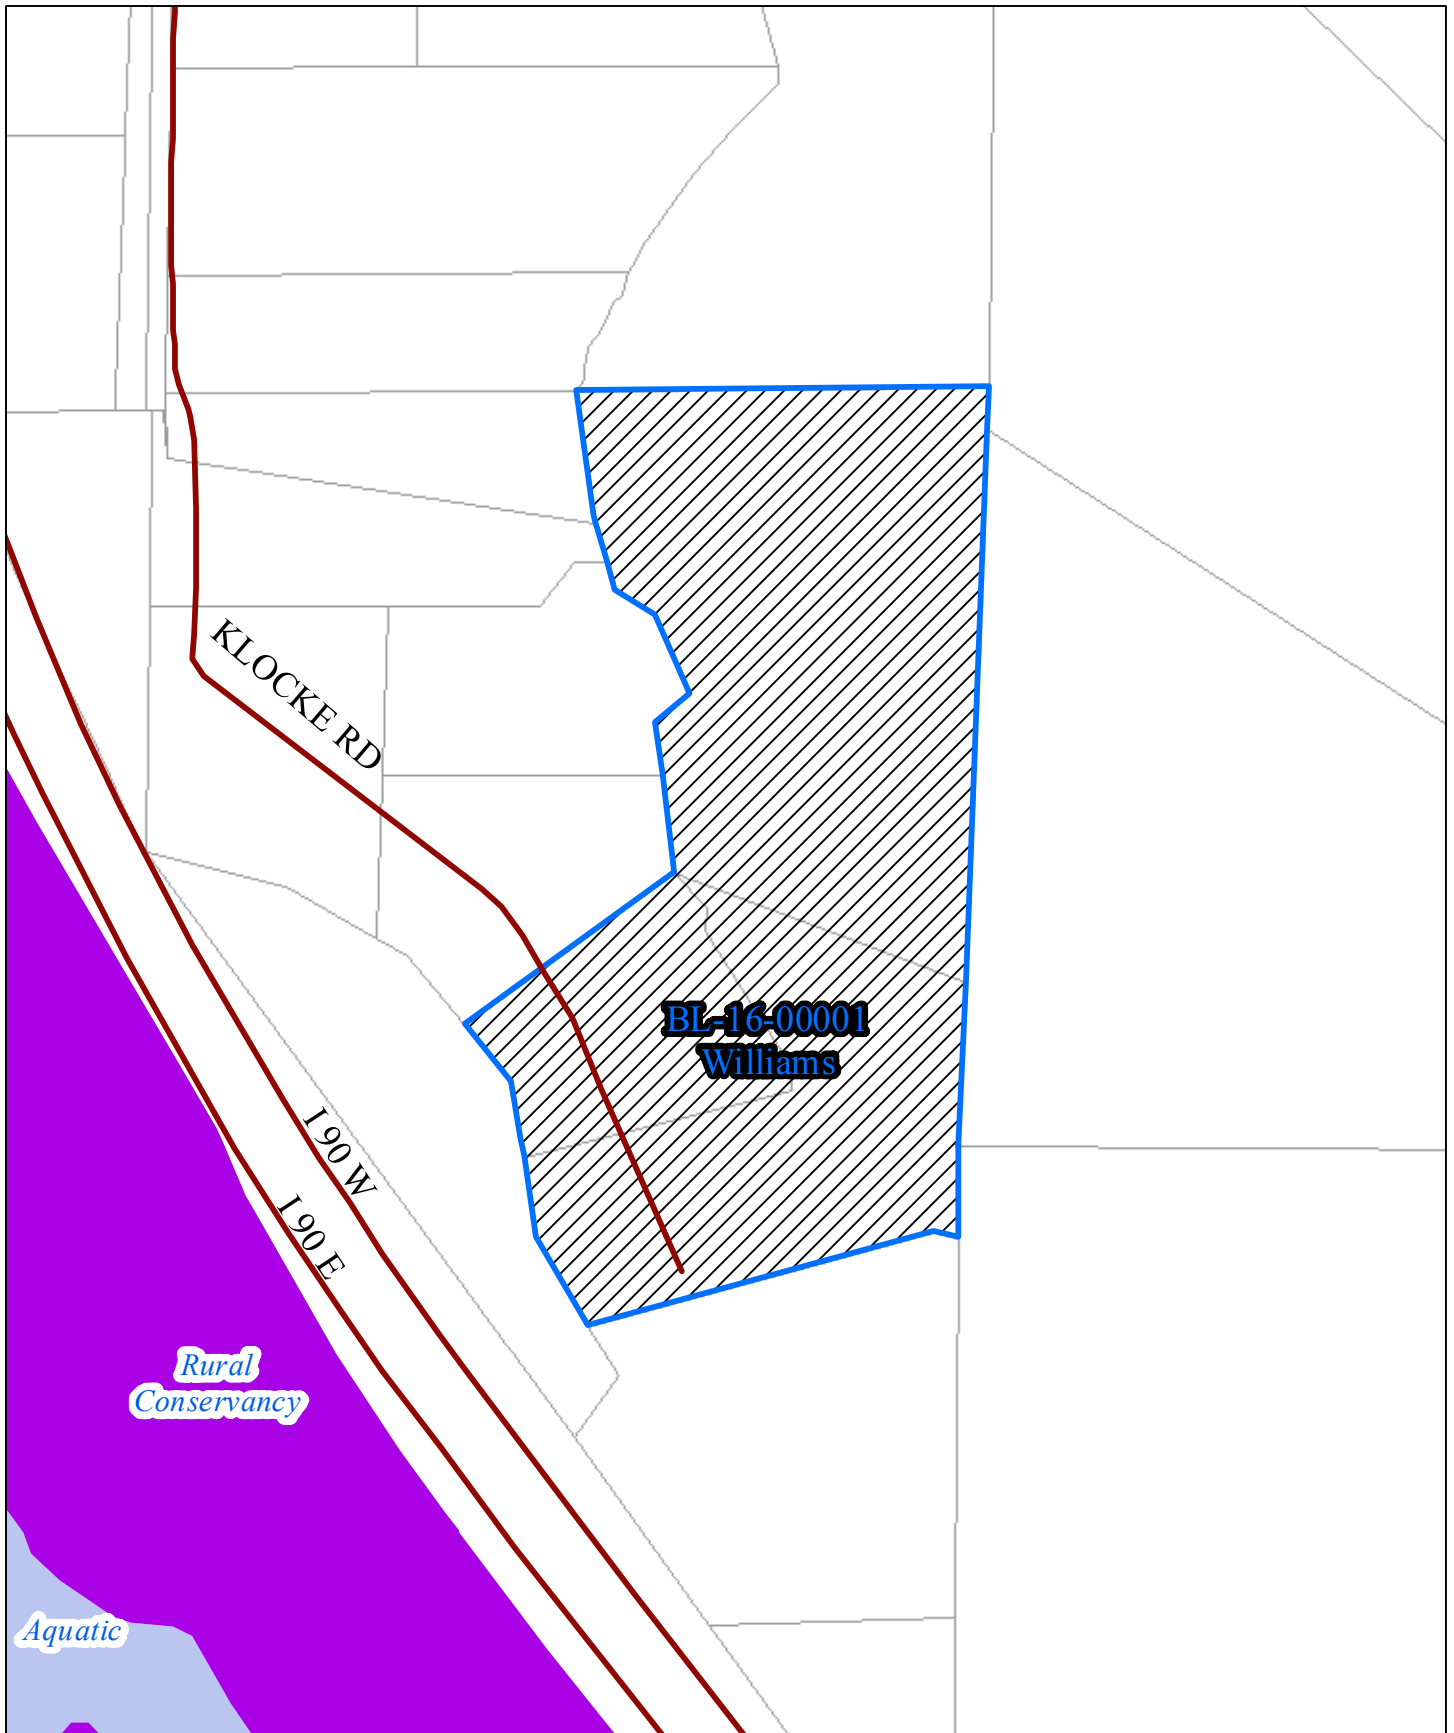 KLOCKE RD
BL-16-00001
Williams
I 90 W
I 90 E
Rural
Conservancy
Aquatic